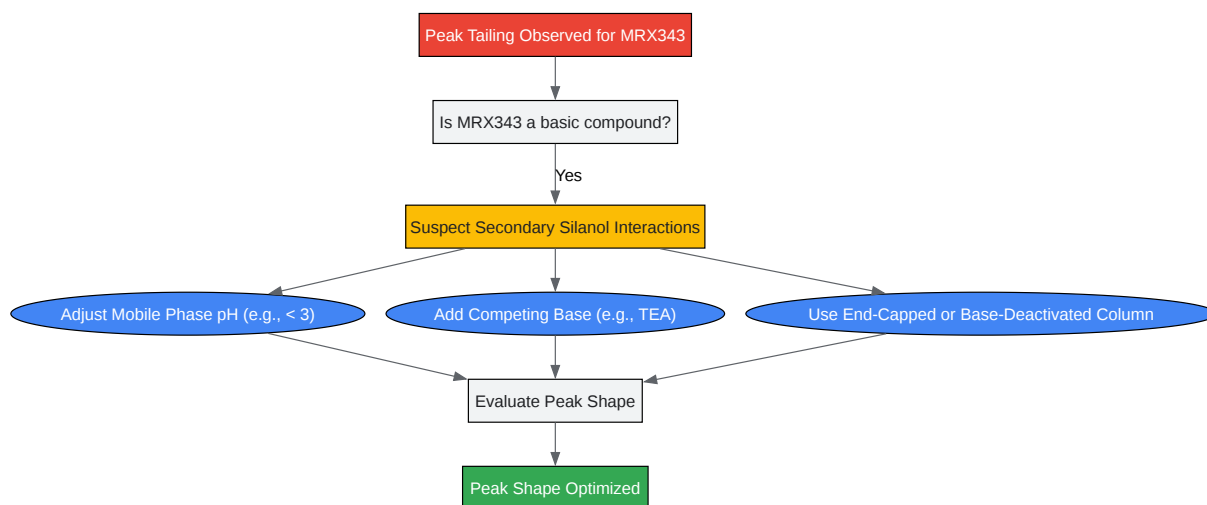 Peak Tailing Observed for MRX343
Is MRX343 a basic compound?
Yes
Suspect Secondary Silanol Interactions
Adjust Mobile Phase pH (e.g., < 3)
Add Competing Base (e.g., TEA)
Use End-Capped or Base-Deactivated Column
Evaluate Peak Shape
Peak Shape Optimized